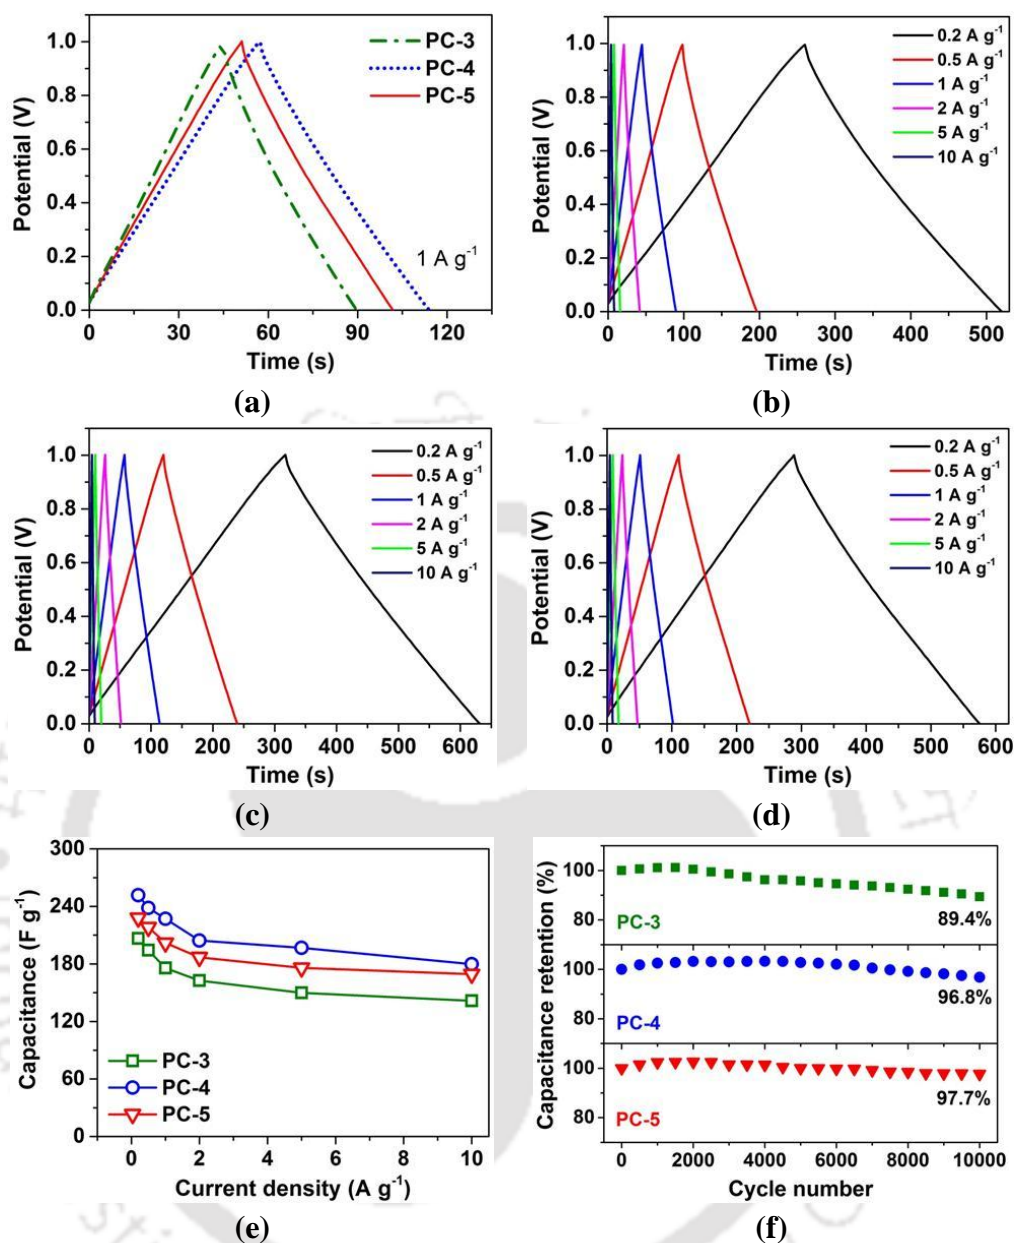 PC-3
PC-4
PC-5
1 A g-1
Potential (V)
1.0
0.8
0.6
0.4
0.2
0.0
0 30 60 90 120
Time (s)
(a)
0.2 A g-1
0.5 A g-1
1 A g-1
2 A g-1
5 A g-1
10 A g-1
Potential (V)
1.0
0.8
0.6
0.4
0.2
0.0
0 100 200 300 400 500
Time (s)
(b)
0.2 A g-1
0.5 A g-1
1 A g-1
2 A g-1
5 A g-1
10 A g-1
Potential (V)
1.0
0.8
0.6
0.4
0.2
0.0
0 100 200 300 400 500 600
Time (s)
(c)
0.2 A g-1
0.5 A g-1
1 A g-1
2 A g-1
5 A g-1
10 A g-1
Potential (V)
1.0
0.8
0.6
0.4
0.2
0.0
0 100 200 300 400 500 600
Time (s)
(d)
Capacitance (F g-1)
300
240
180
120
60
0
PC-3
PC-4
PC-5
0 2 4 6 8 10
Current density (A g-1)
(e)
Capacitance retention (%)
100
80
PC-3
89.4%
100
80
PC-4
96.8%
100
80
PC-5
97.7%
0 2000 4000 6000 8000 10000
Cycle number
(f)